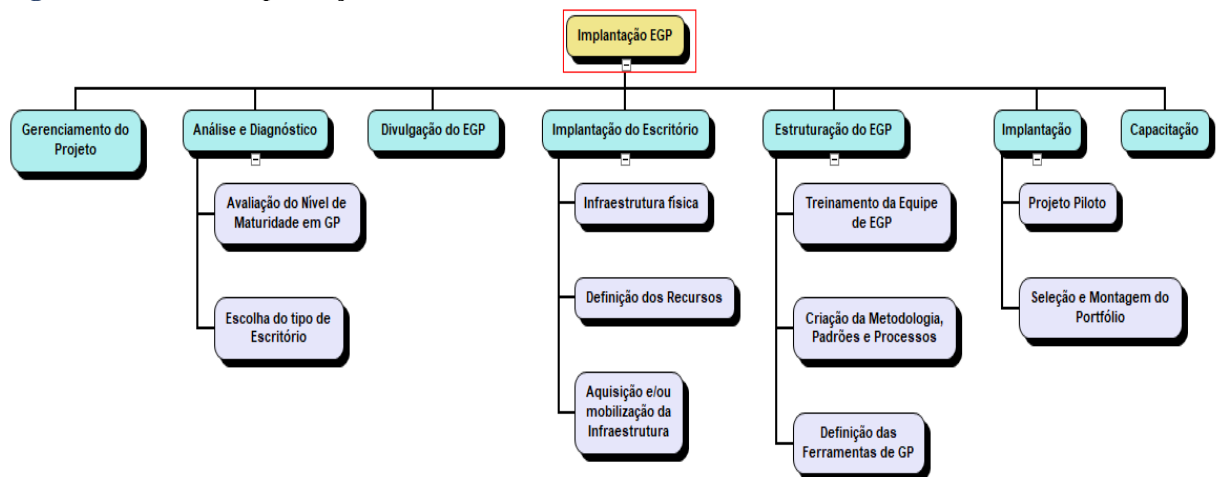 Implantação EGP
Gerenciamento do
Projeto
Análise e Diagnóstico
Divulgação do EGP
Implantação do Escritório
Estruturação do EGP
Implantação
Capacitação
Avaliação do Nível de
Maturidade em GP
Escolha do tipo de
Escritório
Infraestrutura física
Definição dos Recursos
Aquisição e/ou
mobilização da
Infraestrutura
Treinamento da Equipe
de EGP
Criação da Metodologia,
Padrões e Processos
Definição das
Ferramentas de GP
Projeto Piloto
Seleção e Montagem do
Portfólio